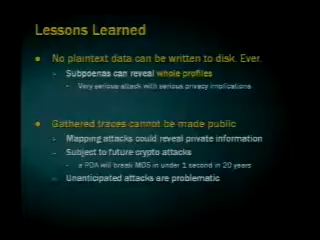 Lessons Learned
No plaintext data can be written to disk. Ever.
Subpoenas can reveal whole profiles
Very serious attack with serious privacy implications
Gathered traces cannot be made public
Mapping attacks could reveal private information
Subject to future crypto attacks
a PDA will break MD5 in under 1 second in 20 years
Unanticipated attacks are problematic